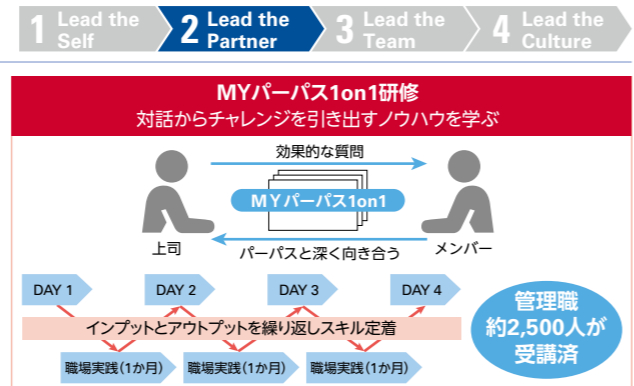 1 Lead the Self
2 Lead the Partner
3 Lead the Team
4 Lead the Culture
MYパーパス1on1研修
対話からチャレンジを引き出すノウハウを学ぶ
効果的な質問
MYパーパス1on1
上司
パーパスと深く向き合う
メンバー
DAY 1
DAY 2
DAY 3
DAY 4
インプットとアウトプットを繰り返しスキル定着
職場実践(1か月)
職場実践(1か月)
職場実践(1か月)
管理職
約2,500人が
受講済